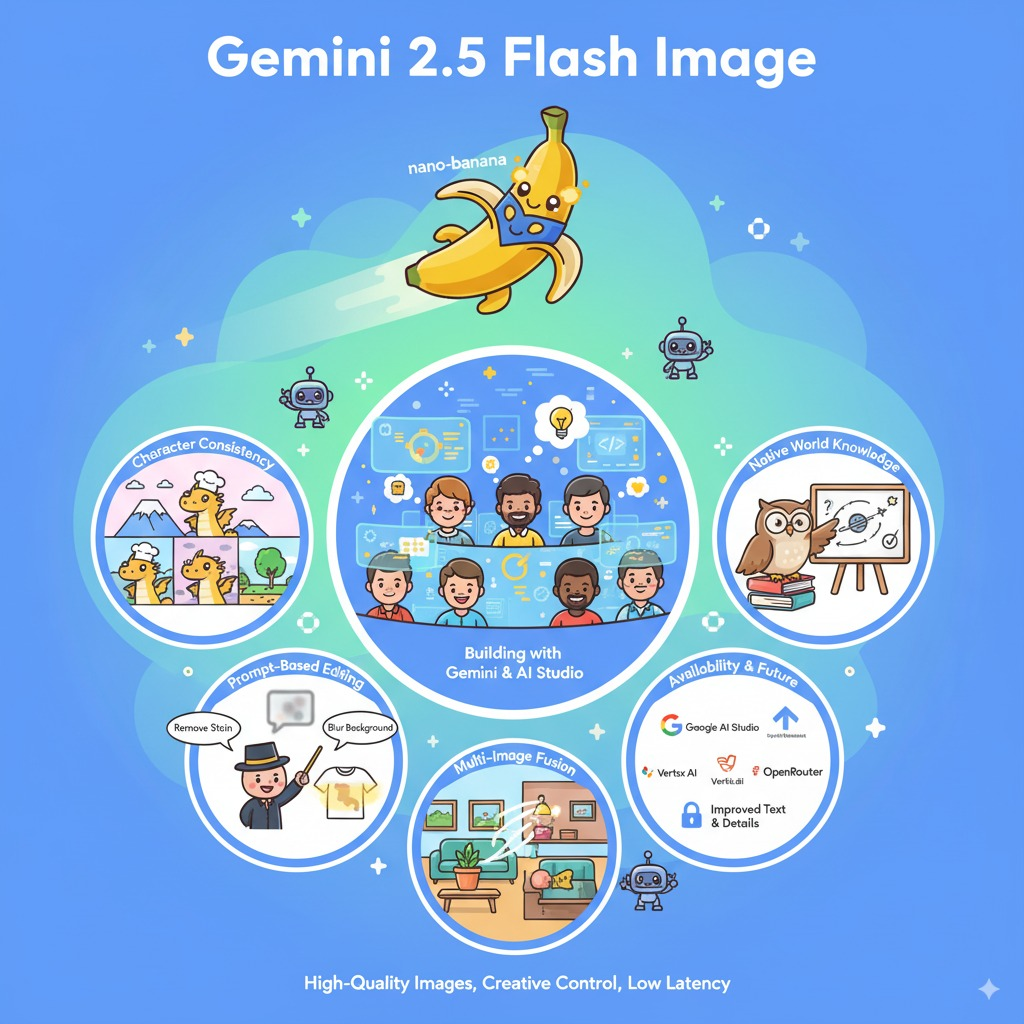 Gemini 2.5 Flash Image
nano-banana
Character Consistency
Native World Knowledge
</>
?
Building with
Gemini & AI Studio
Prompt-Based Editing
Remove Stain
Blur Background
Availobility & Future
Google AI Studio
Vertsx AI
OpenRouter
Improved Text
& Details
Multi-Image Fusion
High-Quality Images, Creative Control, Low Latency